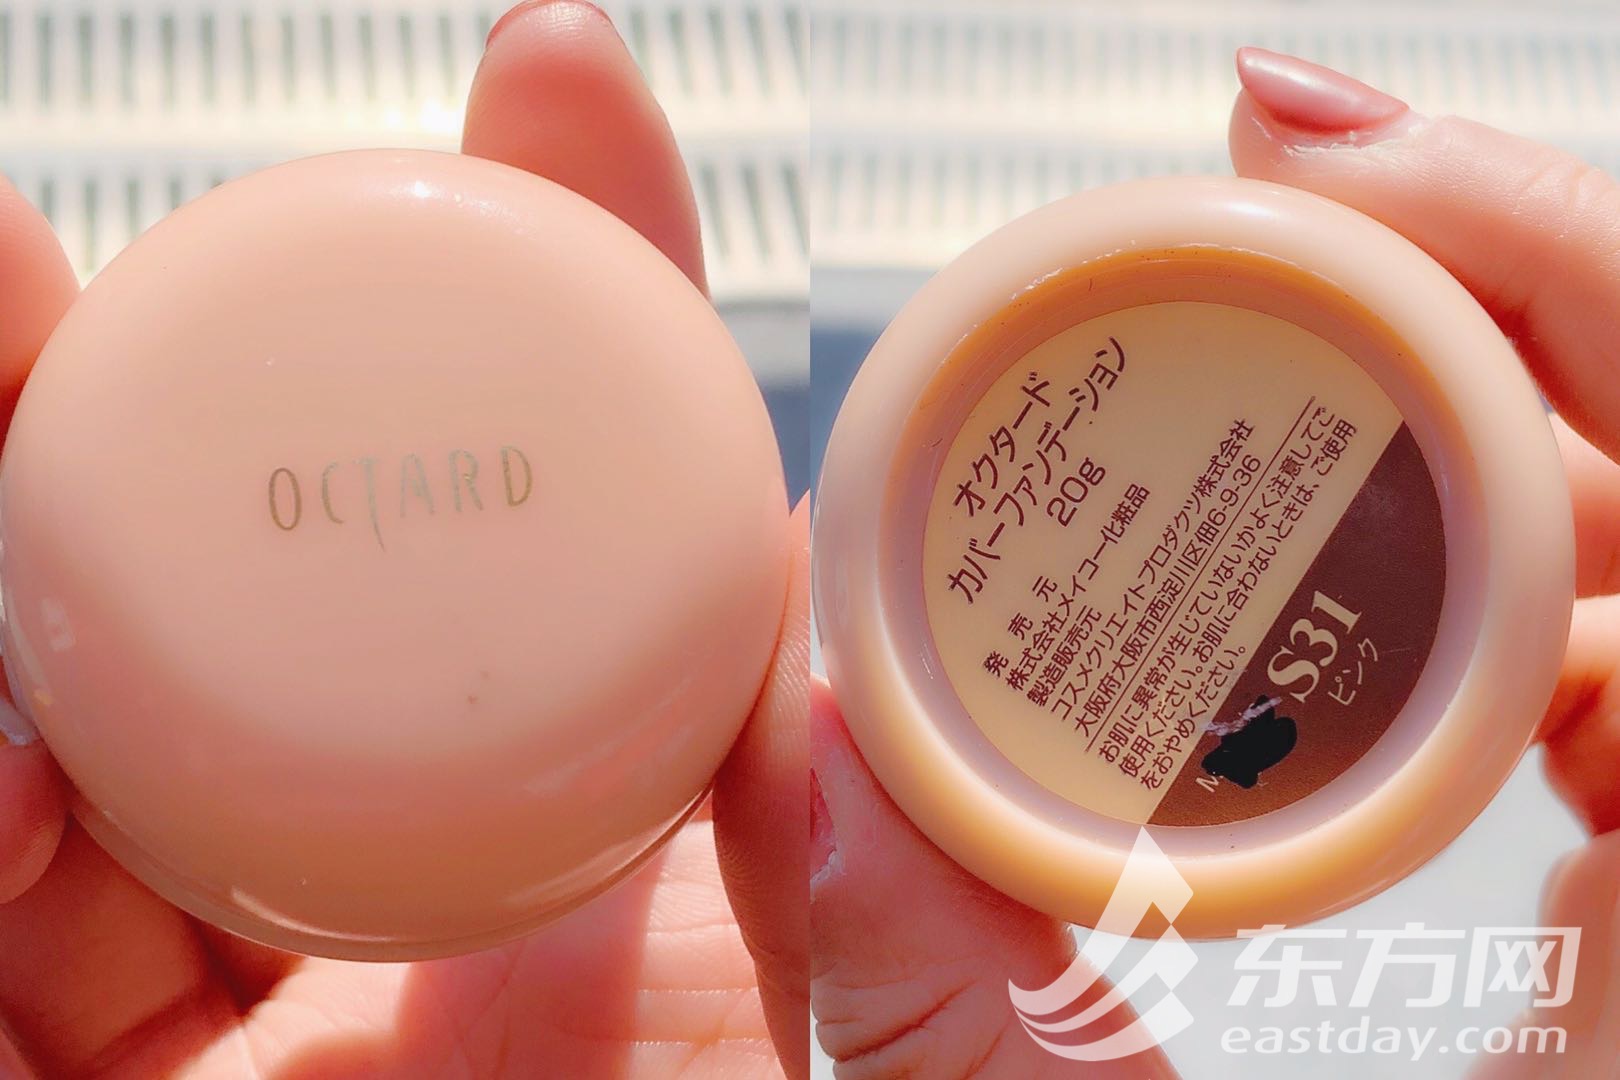 OCTARD
オクタード
カバーファンデーション
20g
発売元
株式会社メイコー化粧品
製造販売元
コスメクリエイトプロダクツ株式会社
大阪府大阪市西淀川区佃6-9-36
お肌に異常が生じていないかよく注意してご
使用ください。お肌に合わないときは、ご使用
をおやめください。
S31
ピンク
M
东方网
eastday.com